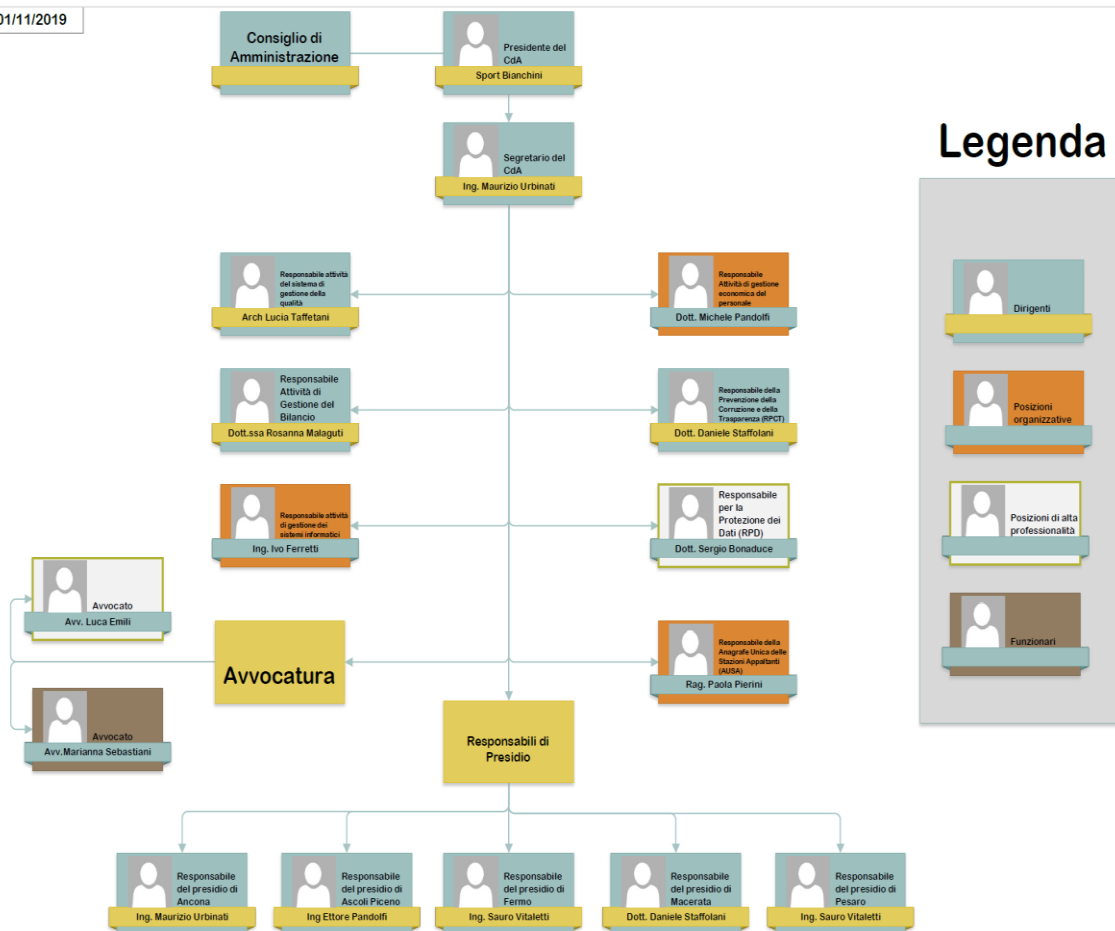 01/11/2019
Consiglio di
Amministrazione
Presidente del
CdA
Sport Bianchini
Segretario del
CdA
Ing. Maurizio Urbinati
Legenda
Responsabile attività
del sistema di
gestione della
qualità
Arch Lucia Taffetani
Responsabile
Attività di gestione
economica del
personale
Dott. Michele Pandolfi
Dirigenti
Responsabile
Attività di
Gestione del
Bilancio
Dott.ssa Rosanna Malaguti
Responsabile della
Prevenzione della
Corruzione e della
Trasparenza (RPCT)
Dott. Daniele Staffolani
Posizioni
organizzative
Responsabile attività
di gestione dei
sistemi informatici
Ing. Ivo Ferretti
Responsabile
per la
Protezione dei
Dati (RPD)
Dott. Sergio Bonaduce
Posizioni di alta
professionalità
Avvocato
Avv. Luca Emili
Avvocatura
Responsabile della
Anagrafe Unica delle
Stazioni Appaltanti
(AUSA)
Rag. Paola Pierini
Funzionari
Avvocato
Avv.Marianna Sebastiani
Responsabili di
Presidio
Responsabile
del presidio di
Ancona
Ing. Maurizio Urbinati
Responsabile
del presidio di
Ascoli Piceno
Ing Ettore Pandolfi
Responsabile
del presidio di
Fermo
Ing. Sauro Vitaletti
Responsabile
del presidio di
Macerata
Dott. Daniele Staffolani
Responsabile
del presidio di
Pesaro
Ing. Sauro Vitaletti